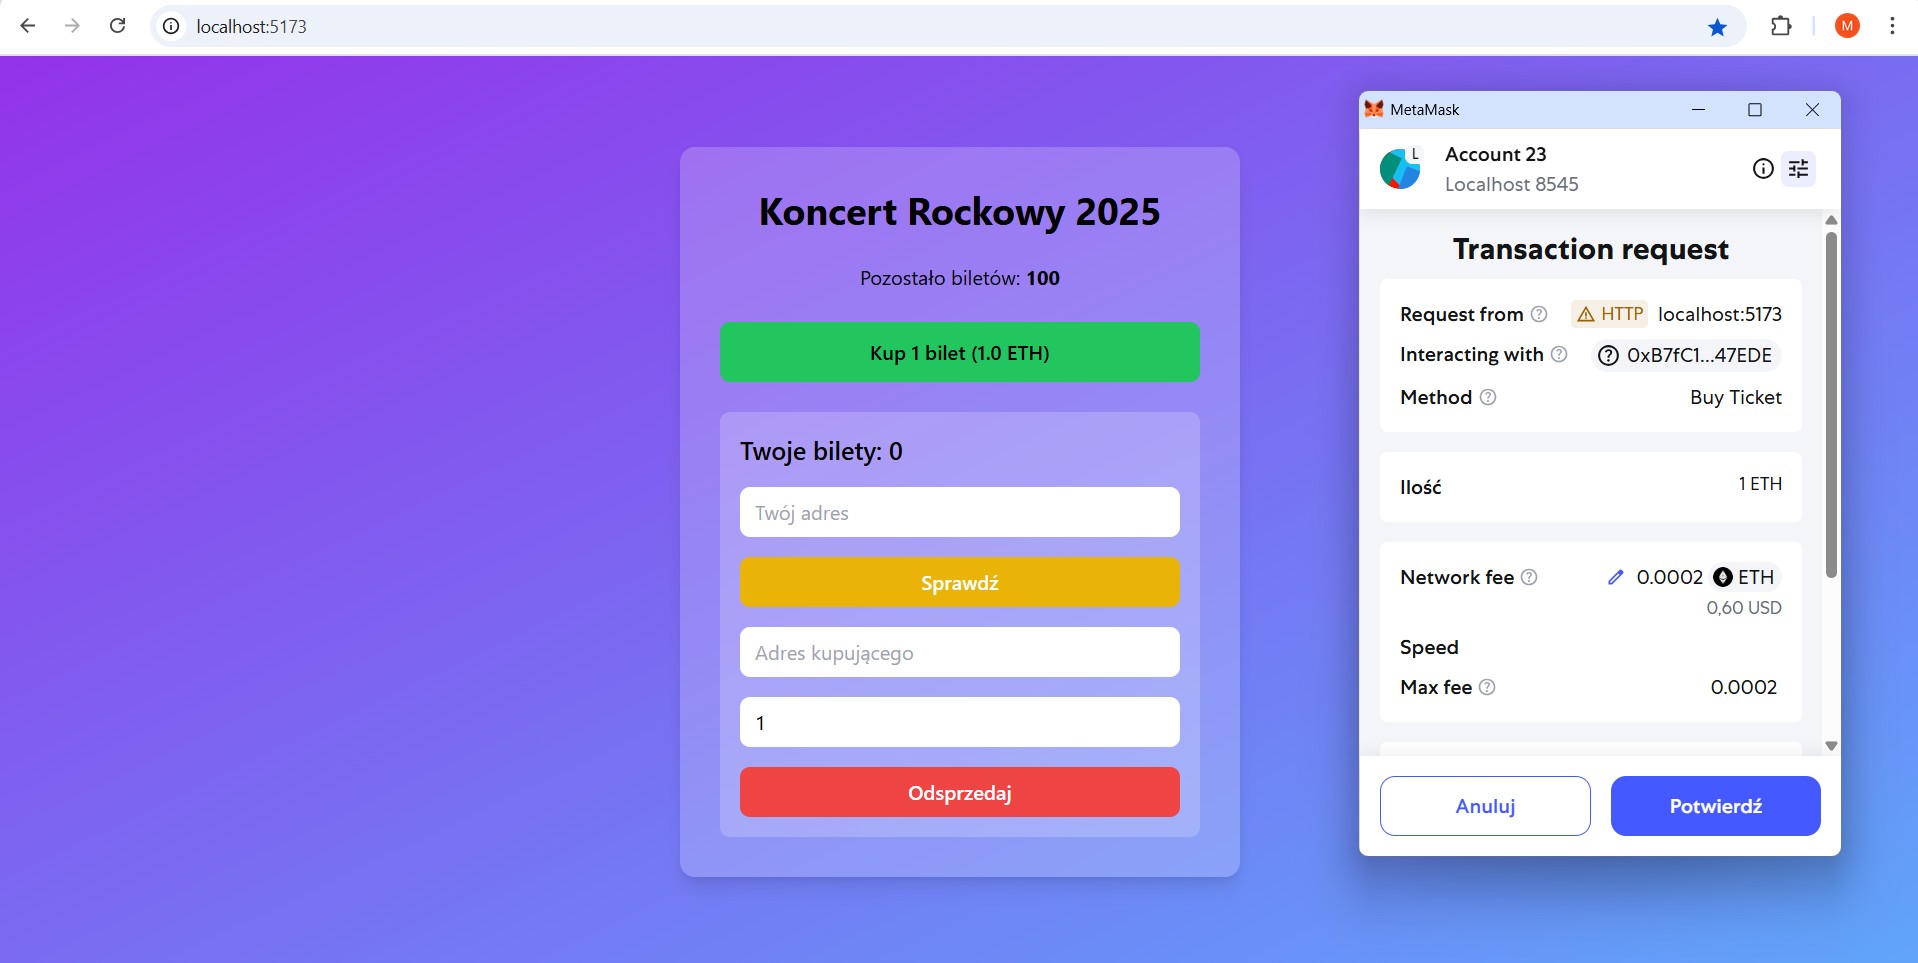 localhost:5173
M
Koncert Rockowy 2025
Pozostało biletów: 100
Kup 1 bilet (1.0 ETH)
Twoje bilety: 0
Twój adres
Sprawdź
Adres kupującego
1
Odsprzedaj
MetaMask
L
Account 23
Localhost 8545
Transaction request
Request from HTTP localhost:5173
Interacting with 0xB7fC1...47EDE
Method Buy Ticket
Ilość 1 ETH
Network fee 0.0002 ETH
0,60 USD
Speed
Max fee 0.0002
Anuluj
Potwierdź